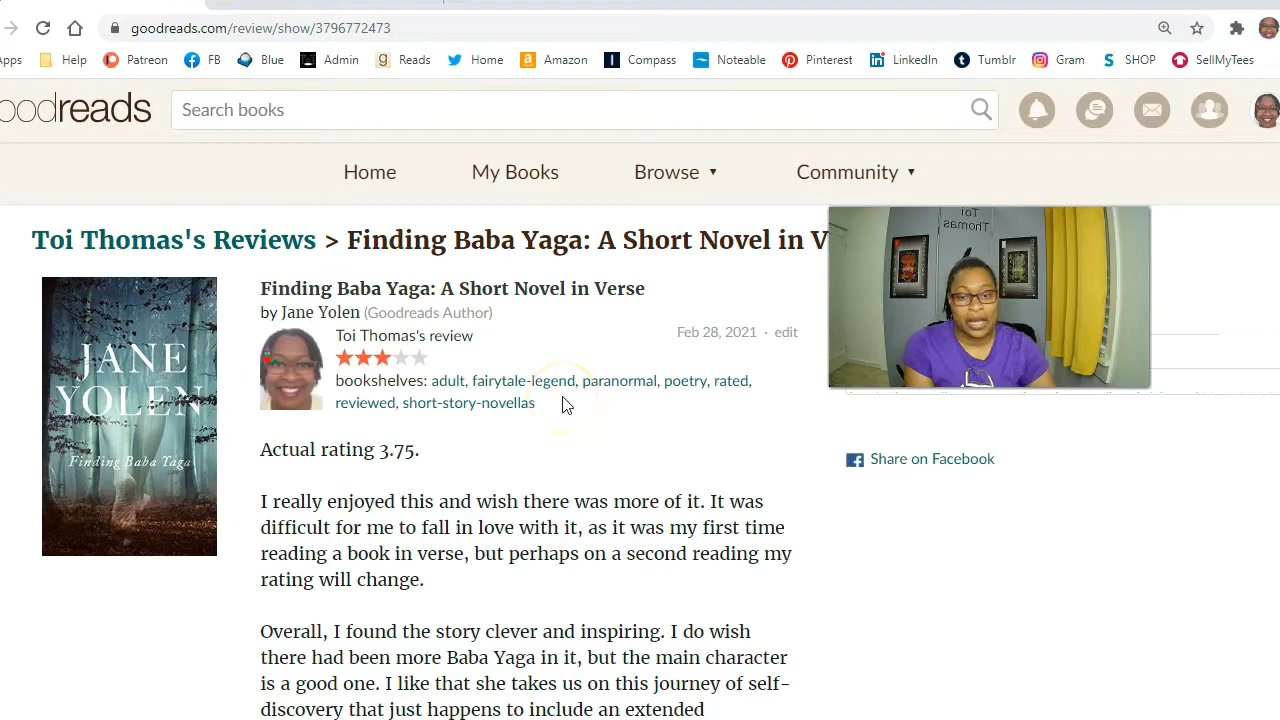 goodreads.com/review/show/3796772473
Apps Help Patreon FB Blue Admin Reads Home Amazon Compass Noteable Pinterest LinkedIn Tumblr Gram SHOP SellMyTees
goodreads
Search books
Home My Books Browse ▼ Community ▼
Toi Thomas's Reviews > Finding Baba Yaga: A Short Novel in V
Toi
Thomas
JANE
YOLEN
Finding Baba Yaga
Finding Baba Yaga: A Short Novel in Verse
by Jane Yolen (Goodreads Author)
Toi Thomas's review
Feb 28, 2021 · edit
bookshelves: adult, fairytale-legend, paranormal, poetry, rated,
reviewed, short-story-novellas
Actual rating 3.75.
I really enjoyed this and wish there was more of it. It was
difficult for me to fall in love with it, as it was my first time
reading a book in verse, but perhaps on a second reading my
rating will change.
Overall, I found the story clever and inspiring. I do wish
there had been more Baba Yaga in it, but the main character
is a good one. I like that she takes us on this journey of self-
discovery that just happens to include an extended
Share on Facebook